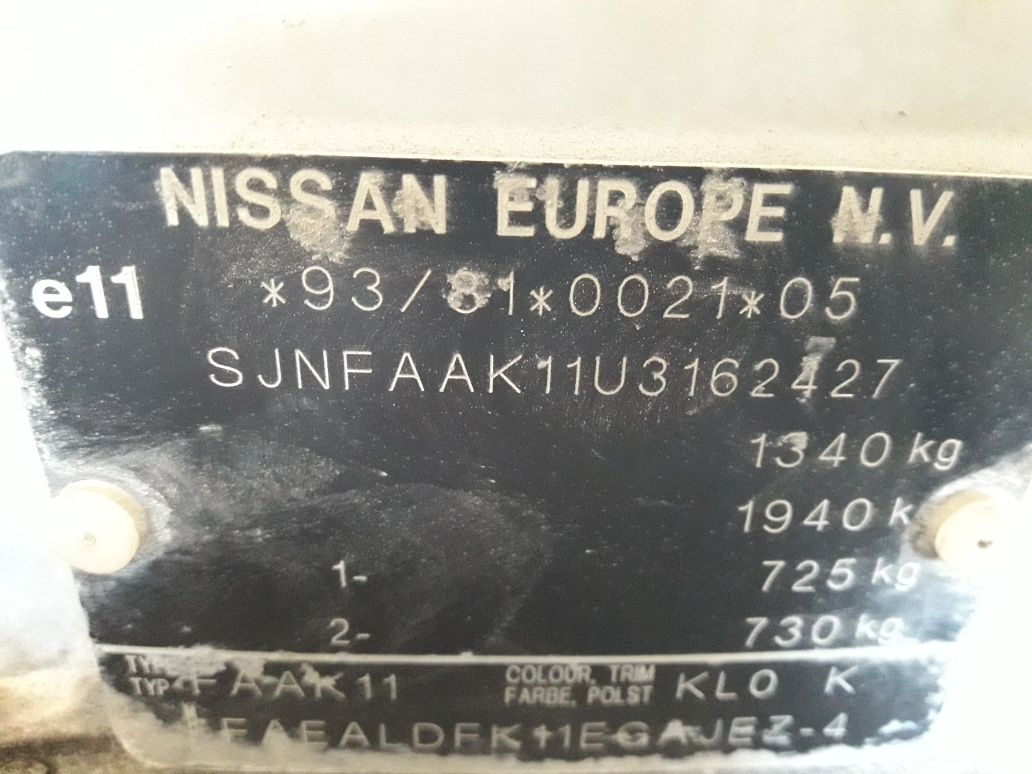 NISSAN EUROPE N.V.
e11 *93/81*0021*05
SJNFAAK11U3162427
1340 kg
1940 k
1- 725 kg
2- 730 kg
TYPE COLOUR, TRIM
TYP FAAK11 FARBE, POLST KL0 K